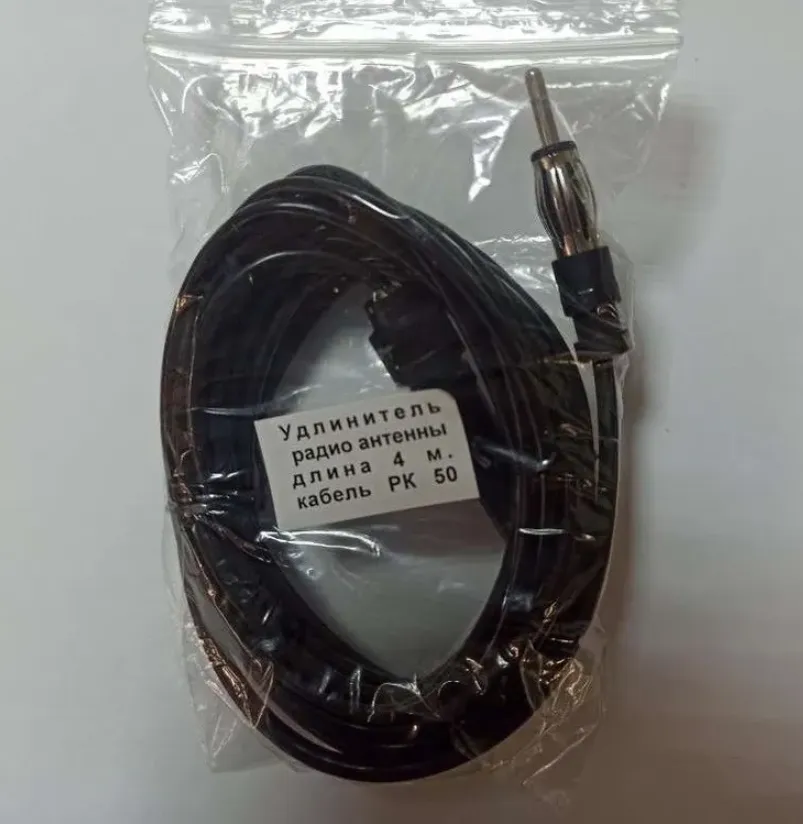 Удлинитель
радио антенны
длина 4 м.
кабель РК 50